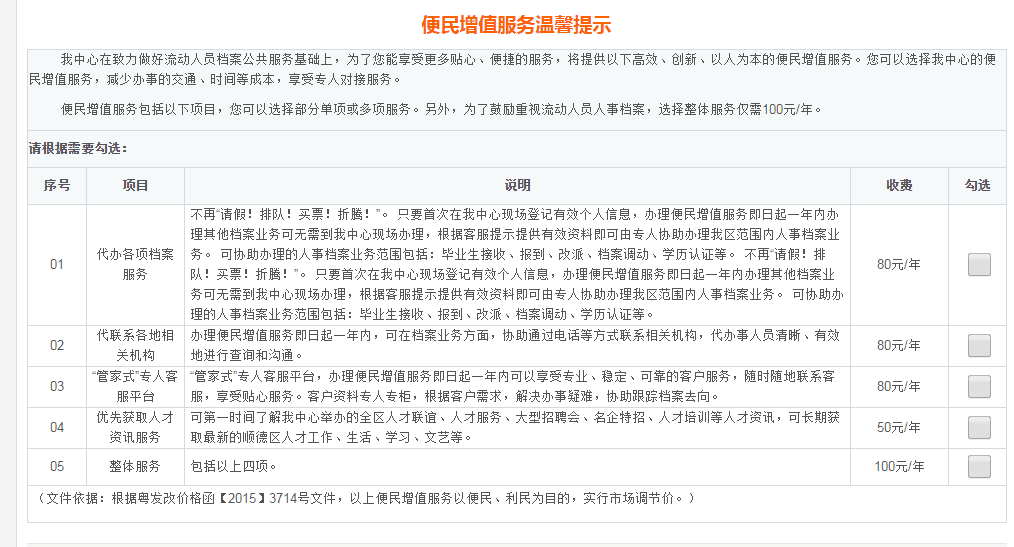 便民增值服务温馨提示
我中心在致力做好流动人员档案公共服务基础上，为了您能享受更多贴心、便捷的服务，将提供以下高效、创新、以人为本的便民增值服务。您可以选择我中心的便
民增值服务，减少办事的交通、时间等成本，享受专人对接服务。
便民增值服务包括以下项目，您可以选择部分单项或多项服务。另外，为了鼓励重视流动人员人事档案，选择整体服务仅需100元/年。
请根据需要勾选：
序号 项目 说明 收费 勾选
01 代办各项档案服务 80元/年
不再“请假！排队！买票！折腾！”。 只要首次在我中心现场登记有效个人信息，办理便民增值服务即日起一年内办
理其他档案业务可无需到我中心现场办理，根据客服提示提供有效资料即可由专人协助办理我区范围内人事档案业
务。 可协助办理的人事档案业务范围包括：毕业生接收、报到、改派、档案调动、学历认证等。 不再“请假！排
队！买票！折腾！”。 只要首次在我中心现场登记有效个人信息，办理便民增值服务即日起一年内办理其他档案业
务可无需到我中心现场办理，根据客服提示提供有效资料即可由专人协助办理我区范围内人事档案业务。 可协助办
理的人事档案业务范围包括：毕业生接收、报到、改派、档案调动、学历认证等。
02 代联系各地相关机构 80元/年
办理便民增值服务即日起一年内，可在档案业务方面，协助通过电话等方式联系相关机构，代办事人员清晰、有效
地进行查询和沟通。
03 “管家式”专人客服平台 80元/年
“管家式”专人客服平台，办理便民增值服务即日起一年内可以享受专业、稳定、可靠的客户服务，随时随地联系客
服，享受贴心服务。客户资料专人专柜，根据客户需求，解决办事疑难，协助跟踪档案去向。
04 优先获取人才资讯服务 50元/年
可第一时间了解我中心举办的全区人才联谊、人才服务、大型招聘会、名企特招、人才培训等人才资讯，可长期获
取最新的顺德区人才工作、生活、学习、文艺等。
05 整体服务 包括以上四项。 100元/年
（文件依据：根据粤发改价格函【2015】3714号文件，以上便民增值服务以便民、利民为目的，实行市场调节价。）